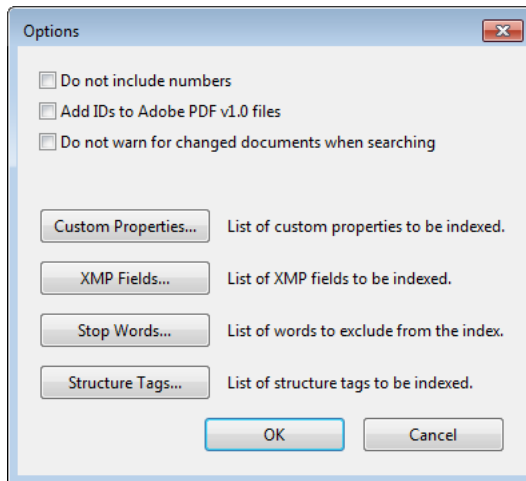 Options
Do not include numbers
Add IDs to Adobe PDF v1.0 files
Do not warn for changed documents when searching
Custom Properties... List of custom properties to be indexed.
XMP Fields... List of XMP fields to be indexed.
Stop Words... List of words to exclude from the index.
Structure Tags... List of structure tags to be indexed.
OK Cancel